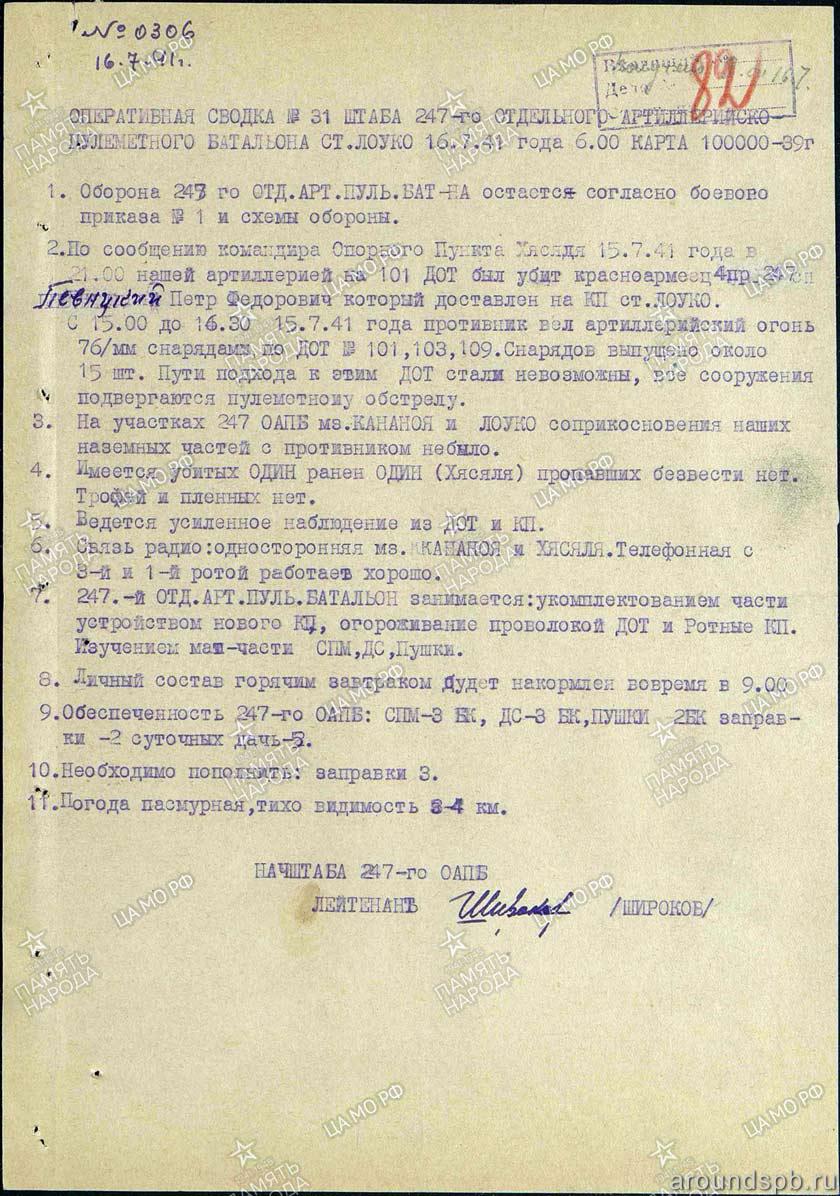 № 0306
16.7.41г.
82
Дело
16.7.
ОПЕРАТИВНАЯ СВОДКА № 31 ШТАБА 247-го ОТДЕЛЬНОГО АРТИЛЛЕРИЙСКО-
ПУЛЕМЕТНОГО БАТАЛЬОНА СТ.ЛОУКО 16.7.41 года 6.00 КАРТА 100000-39г
1. Оборона 247 го ОТД.АРТ.ПУЛЬ.БАТ-НА остается согласно боевого
приказа № 1 и схемы обороны.
2.По сообщению командира Опорного Пункта Хясядя 15.7.41 года в
21.00 нашей артиллерией на 101 ДОТ был убит красноармеец 4пр.247
Певнуский Петр Федорович который доставлен на КП ст.ЛОУКО.
С 15.00 до 16.30 15.7.41 года противник вел артиллерийский огонь
76/мм снарядами по ДОТ № 101,103,109.Снарядов выпущено около
15 шт. Пути подхода к этим ДОТ стали невозможны, все сооружения
подвергаются пулеметному обстрелу.
3. На участках 247 ОАПБ мз.КАНАНОЯ и ЛОУКО соприкосновения наших
наземных частей с противником небыло.
4. Имеется убитых ОДИН ранен ОДИН (Хясяля) пропавших безвести нет.
Трофей и пленных нет.
5. Ведется усиленное наблюдение из ДОТ и КП.
6. Связь радио:односторонняя мз. КАНАНОЯ и ХЯСЯЛЯ.Телефонная с
3-й и 1-й ротой работает хорошо.
7. 247.-й ОТД.АРТ.ПУЛЬ.БАТАЛЬОН занимается:укомплектованием части
устройством нового КП, огороживание проволокой ДОТ и Ротные КП.
Изучением мат-части СПМ,ДС,Пушки.
8. Личный состав горячим завтраком будет накормлен вовремя в 9.00
9.Обеспеченность 247-го ОАПБ: СПМ-3 БК, ДС-3 БК,ПУШКИ 2БК заправ-
ки -2 суточных дачь-5.
10.Необходимо пополнить: заправки 3.
11.Погода пасмурная,тихо видимость 3-4 км.
НАЧШТАБА 247-го ОАПБ
ЛЕЙТЕНАНТ Широков /ШИРОКОВ/
ПАМЯТЬ НАРОДА
ЦАМО.РФ
aroundspb.ru